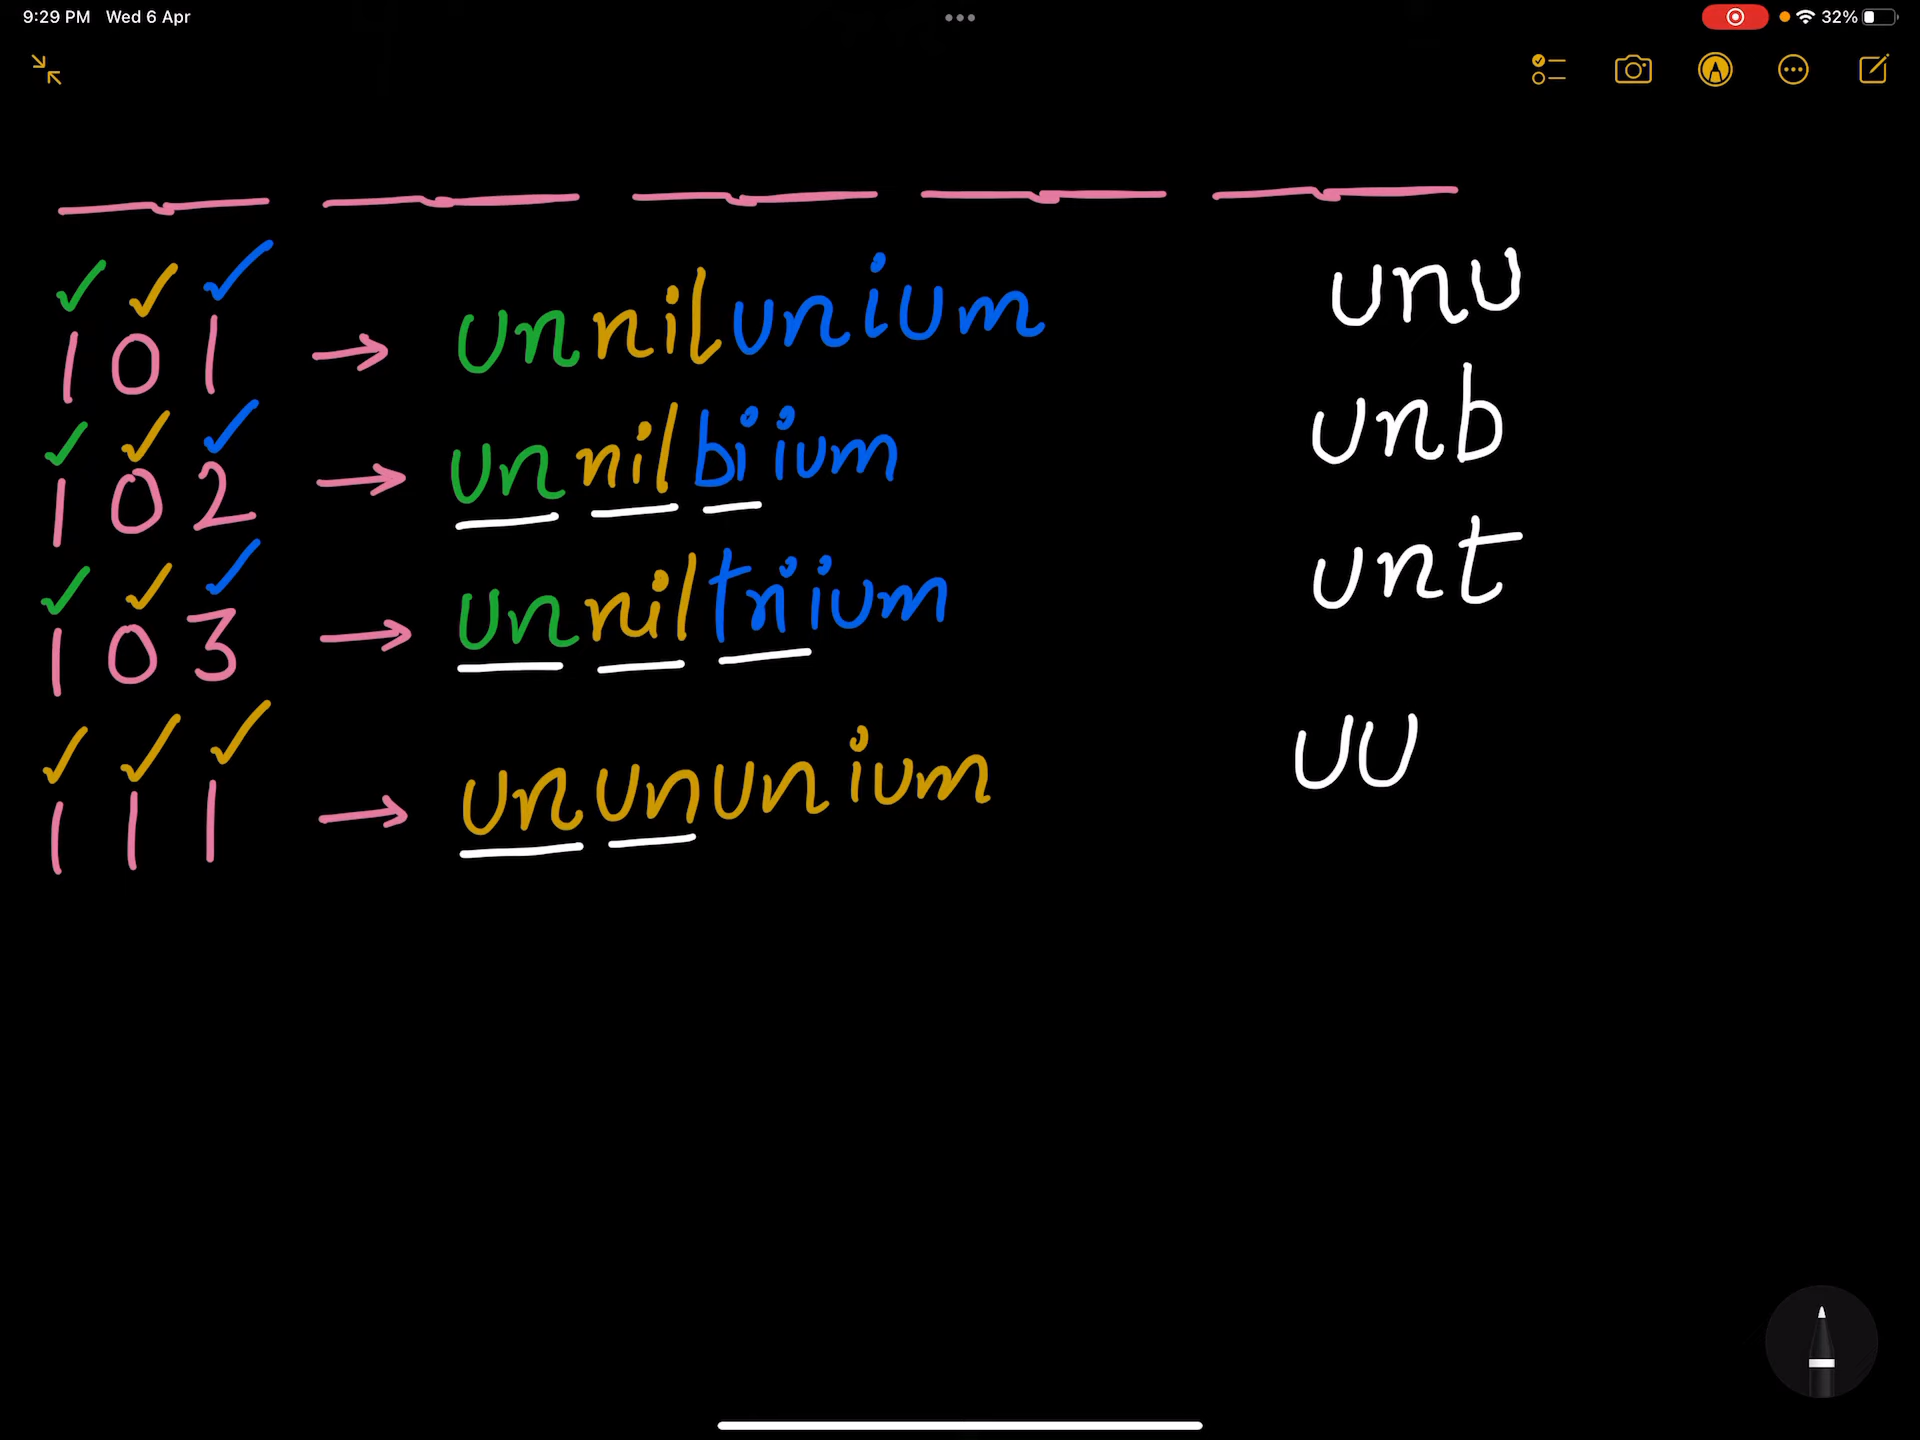 9:29 PM Wed 6 Apr 32%
101 → unnilunium unu
102 → unnilbiium unb
103 → unniltriium unt
111 → unununium uu